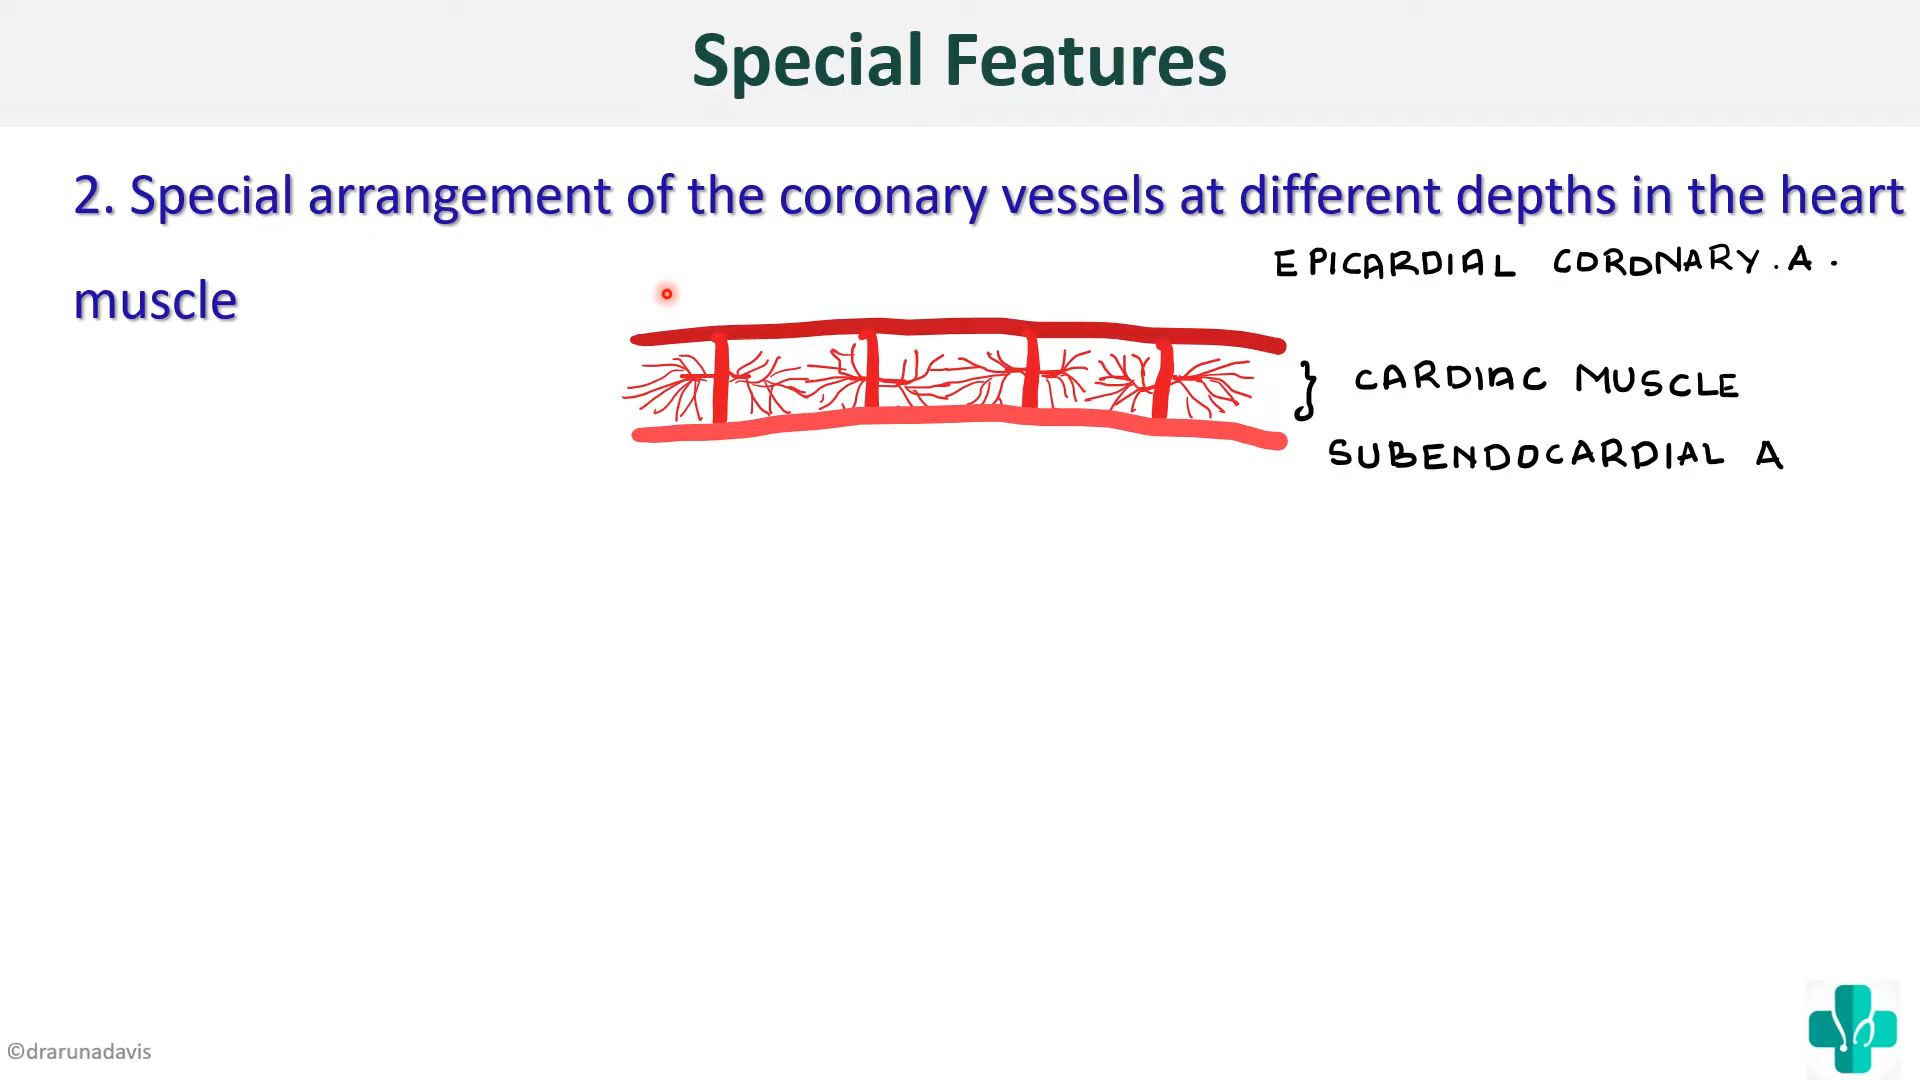 Special Features
2. Special arrangement of the coronary vessels at different depths in the heart
muscle
EPICARDIAL CORONARY. A.
} CARDIAC MUSCLE
SUBENDOCARDIAL A
©drarunadavis